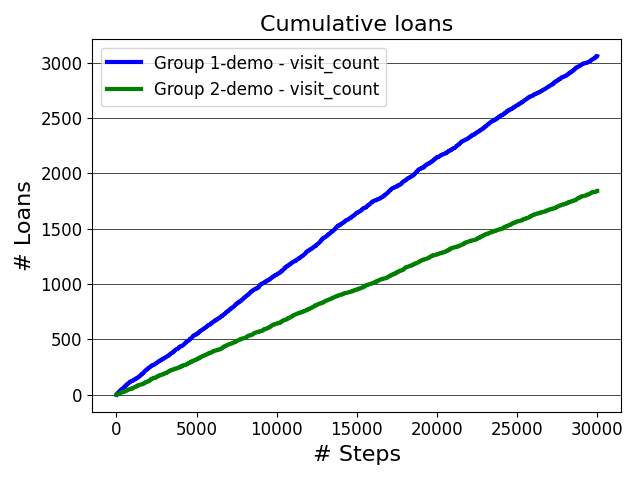 Cumulative loans
Group 1-demo - visit_count
Group 2-demo - visit_count
# Loans
3000
2500
2000
1500
1000
500
0
0 5000 10000 15000 20000 25000 30000
# Steps